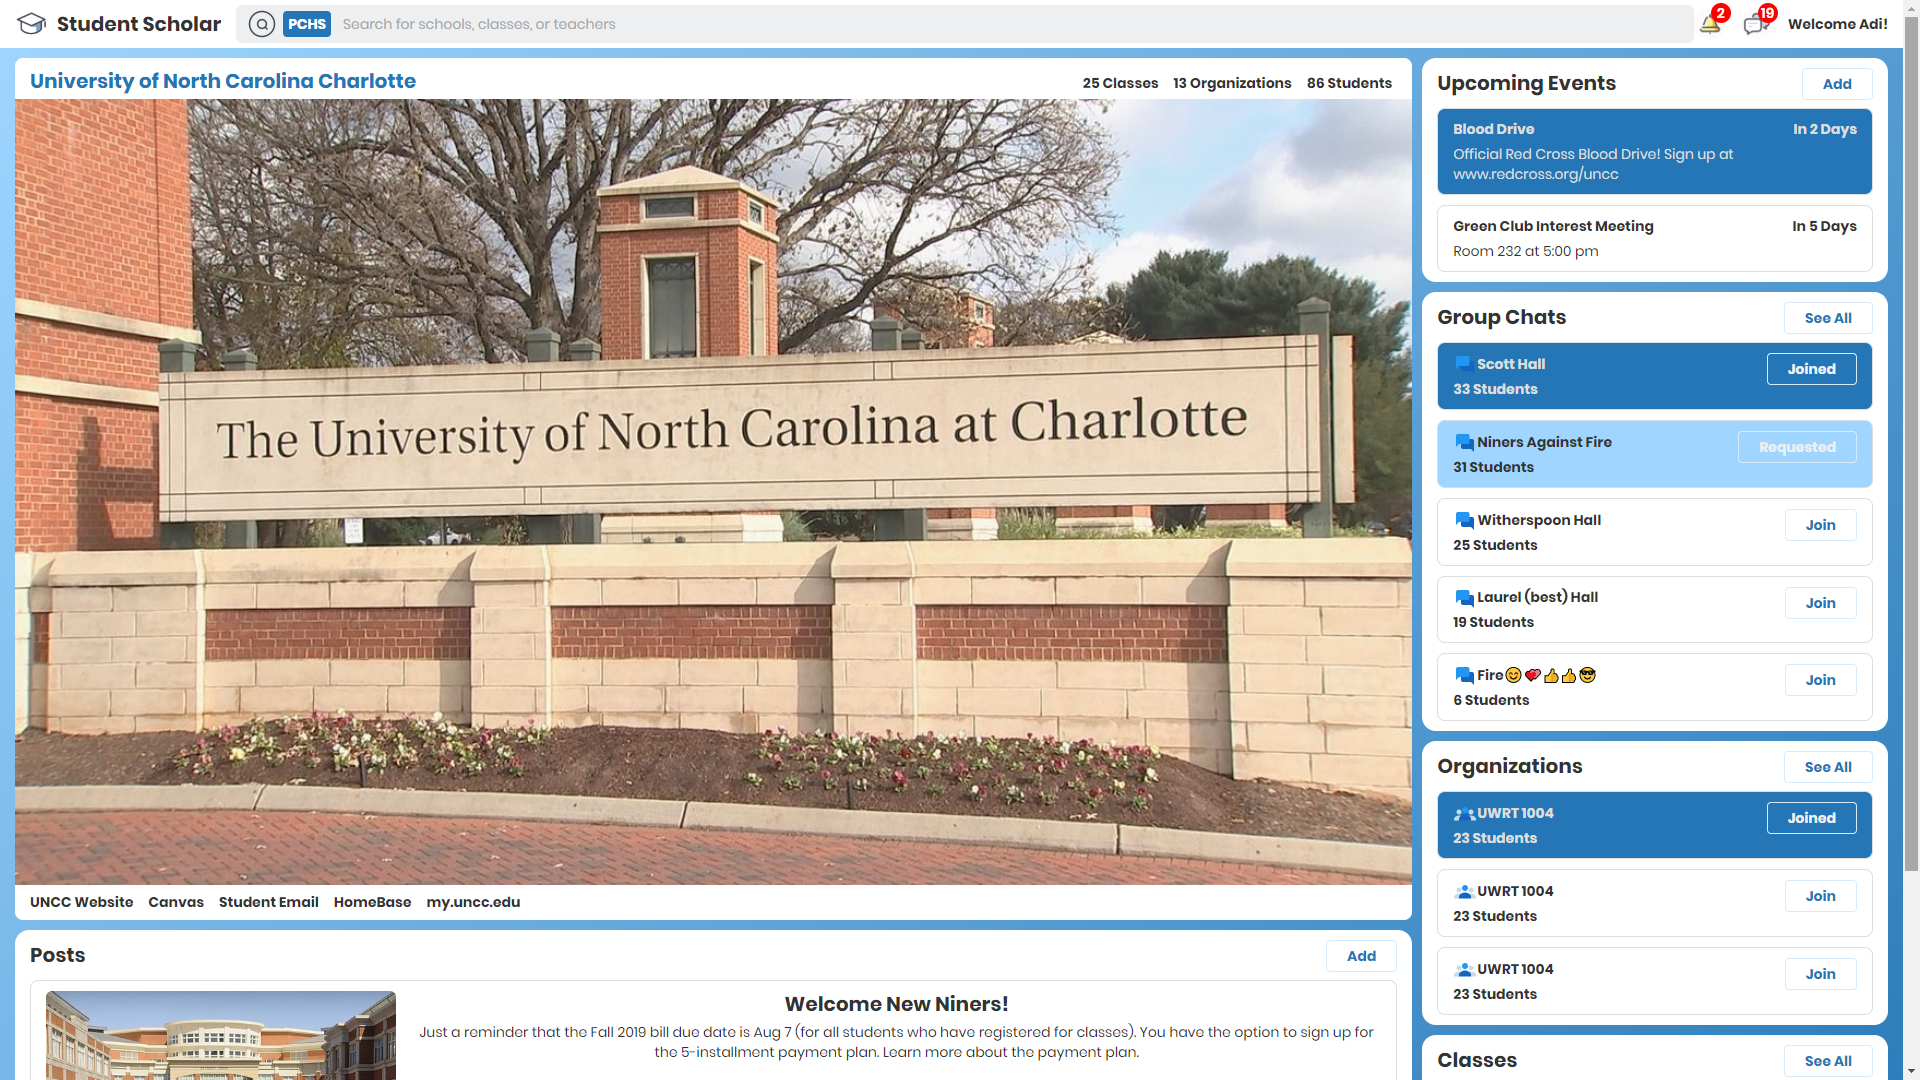 Student Scholar
PCHS
Search for schools, classes, or teachers
2
19
Welcome Adi!
University of North Carolina Charlotte
25 Classes 13 Organizations 86 Students
The University of North Carolina at Charlotte
UNCC Website Canvas Student Email HomeBase my.uncc.edu
Posts
Add
Welcome New Niners!
Just a reminder that the Fall 2019 bill due date is Aug 7 (for all students who have registered for classes). You have the option to sign up for
the 5-installment payment plan. Learn more about the payment plan.
Upcoming Events
Add
Blood Drive
In 2 Days
Official Red Cross Blood Drive! Sign up at
www.redcross.org/uncc
Green Club Interest Meeting
In 5 Days
Room 232 at 5:00 pm
Group Chats
See All
Scott Hall
33 Students
Joined
Niners Against Fire
31 Students
Requested
Witherspoon Hall
25 Students
Join
Laurel (best) Hall
19 Students
Join
Fire😊💘👍👍😎
6 Students
Join
Organizations
See All
UWRT 1004
23 Students
Joined
UWRT 1004
23 Students
Join
UWRT 1004
23 Students
Join
Classes
See All